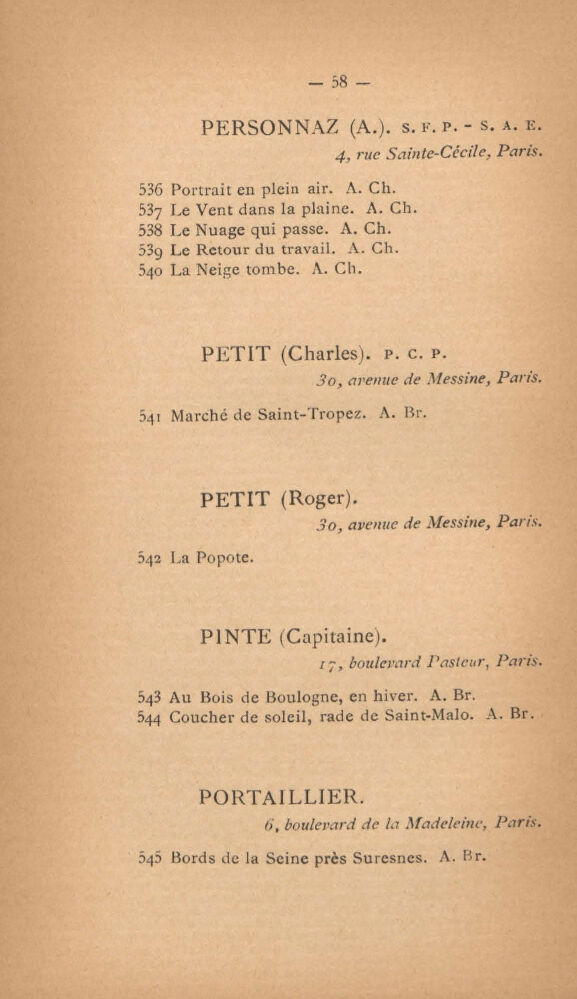 — 58 —
PERSONNAZ (A.). S. F. P. - S. A. E.
4, rue Sainte-Cécile, Paris.
536 Portrait en plein air. A. Ch.
537 Le Vent dans la plaine. A. Ch.
538 Le Nuage qui passe. A. Ch.
539 Le Retour du travail. A. Ch.
540 La Neige tombe. A. Ch.
PETIT (Charles). P. C. P.
30, avenue de Messine, Paris.
541 Marché de Saint-Tropez. A. Br.
PETIT (Roger).
30, avenue de Messine, Paris.
542 La Popote.
PINTE (Capitaine).
17, boulevard Pasteur, Paris.
543 Au Bois de Boulogne, en hiver. A. Br.
544 Coucher de soleil, rade de Saint-Malo. A. Br.
PORTAILLIER.
6, boulevard de la Madeleine, Paris.
545 Bords de la Seine près Suresnes. A. Br.